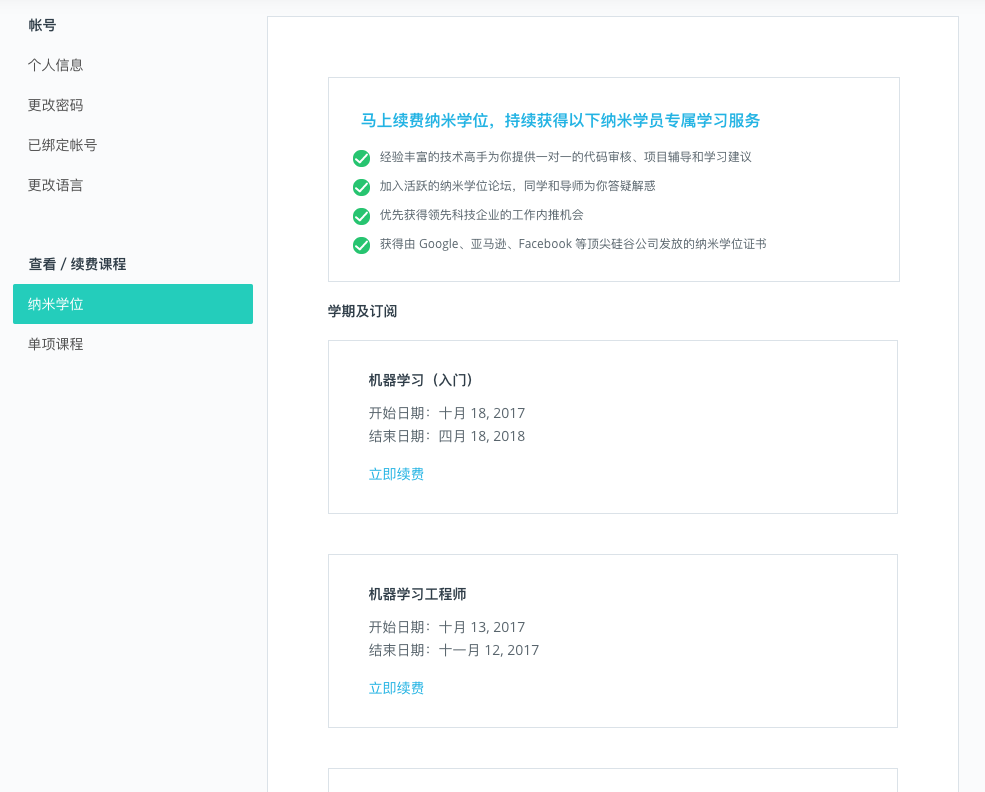 帐号
个人信息
更改密码
已绑定帐号
更改语言
查看 / 续费课程
纳米学位
单项课程
马上续费纳米学位，持续获得以下纳米学员专属学习服务
经验丰富的技术高手为你提供一对一的代码审核、项目辅导和学习建议
加入活跃的纳米学位论坛，同学和导师为你答疑解惑
优先获得领先科技企业的工作内推机会
获得由 Google、亚马逊、Facebook 等顶尖硅谷公司发放的纳米学位证书
学期及订阅
机器学习（入门）
开始日期：十月 18, 2017
结束日期：四月 18, 2018
立即续费
机器学习工程师
开始日期：十月 13, 2017
结束日期：十一月 12, 2017
立即续费